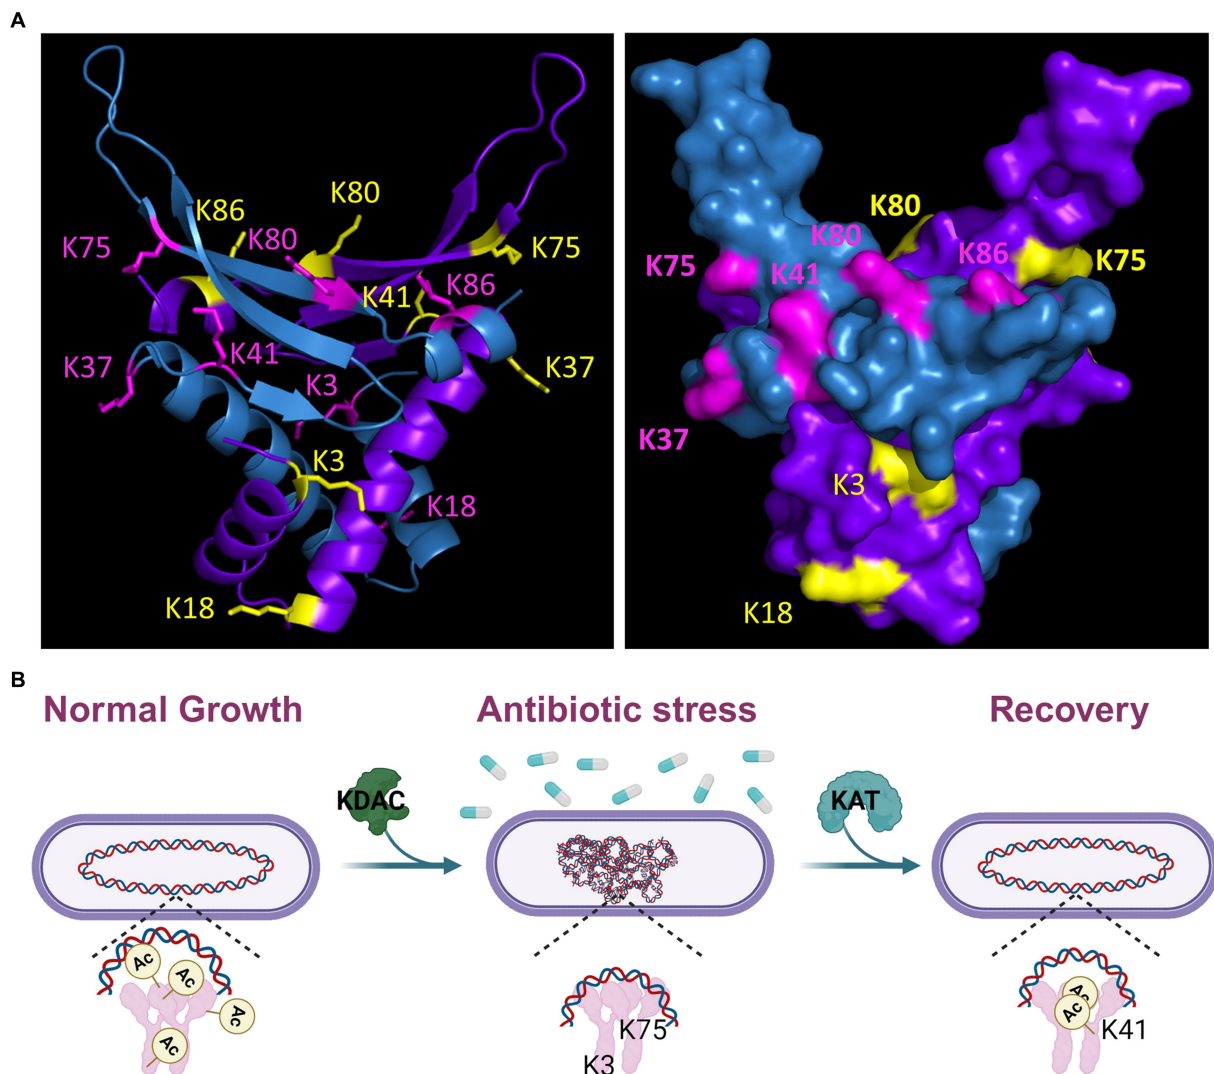 A
K80
K86
K80
K75
K75
K41
K86
K41
K37
K37
K3
K3
K18
K18
K80
K80
K86
K75
K41
K75
K37
K3
K18
B
Normal Growth
Antibiotic stress
Recovery
KDAC
KAT
Ac
Ac
Ac
Ac
K75
K3
Ac
Ac
K41